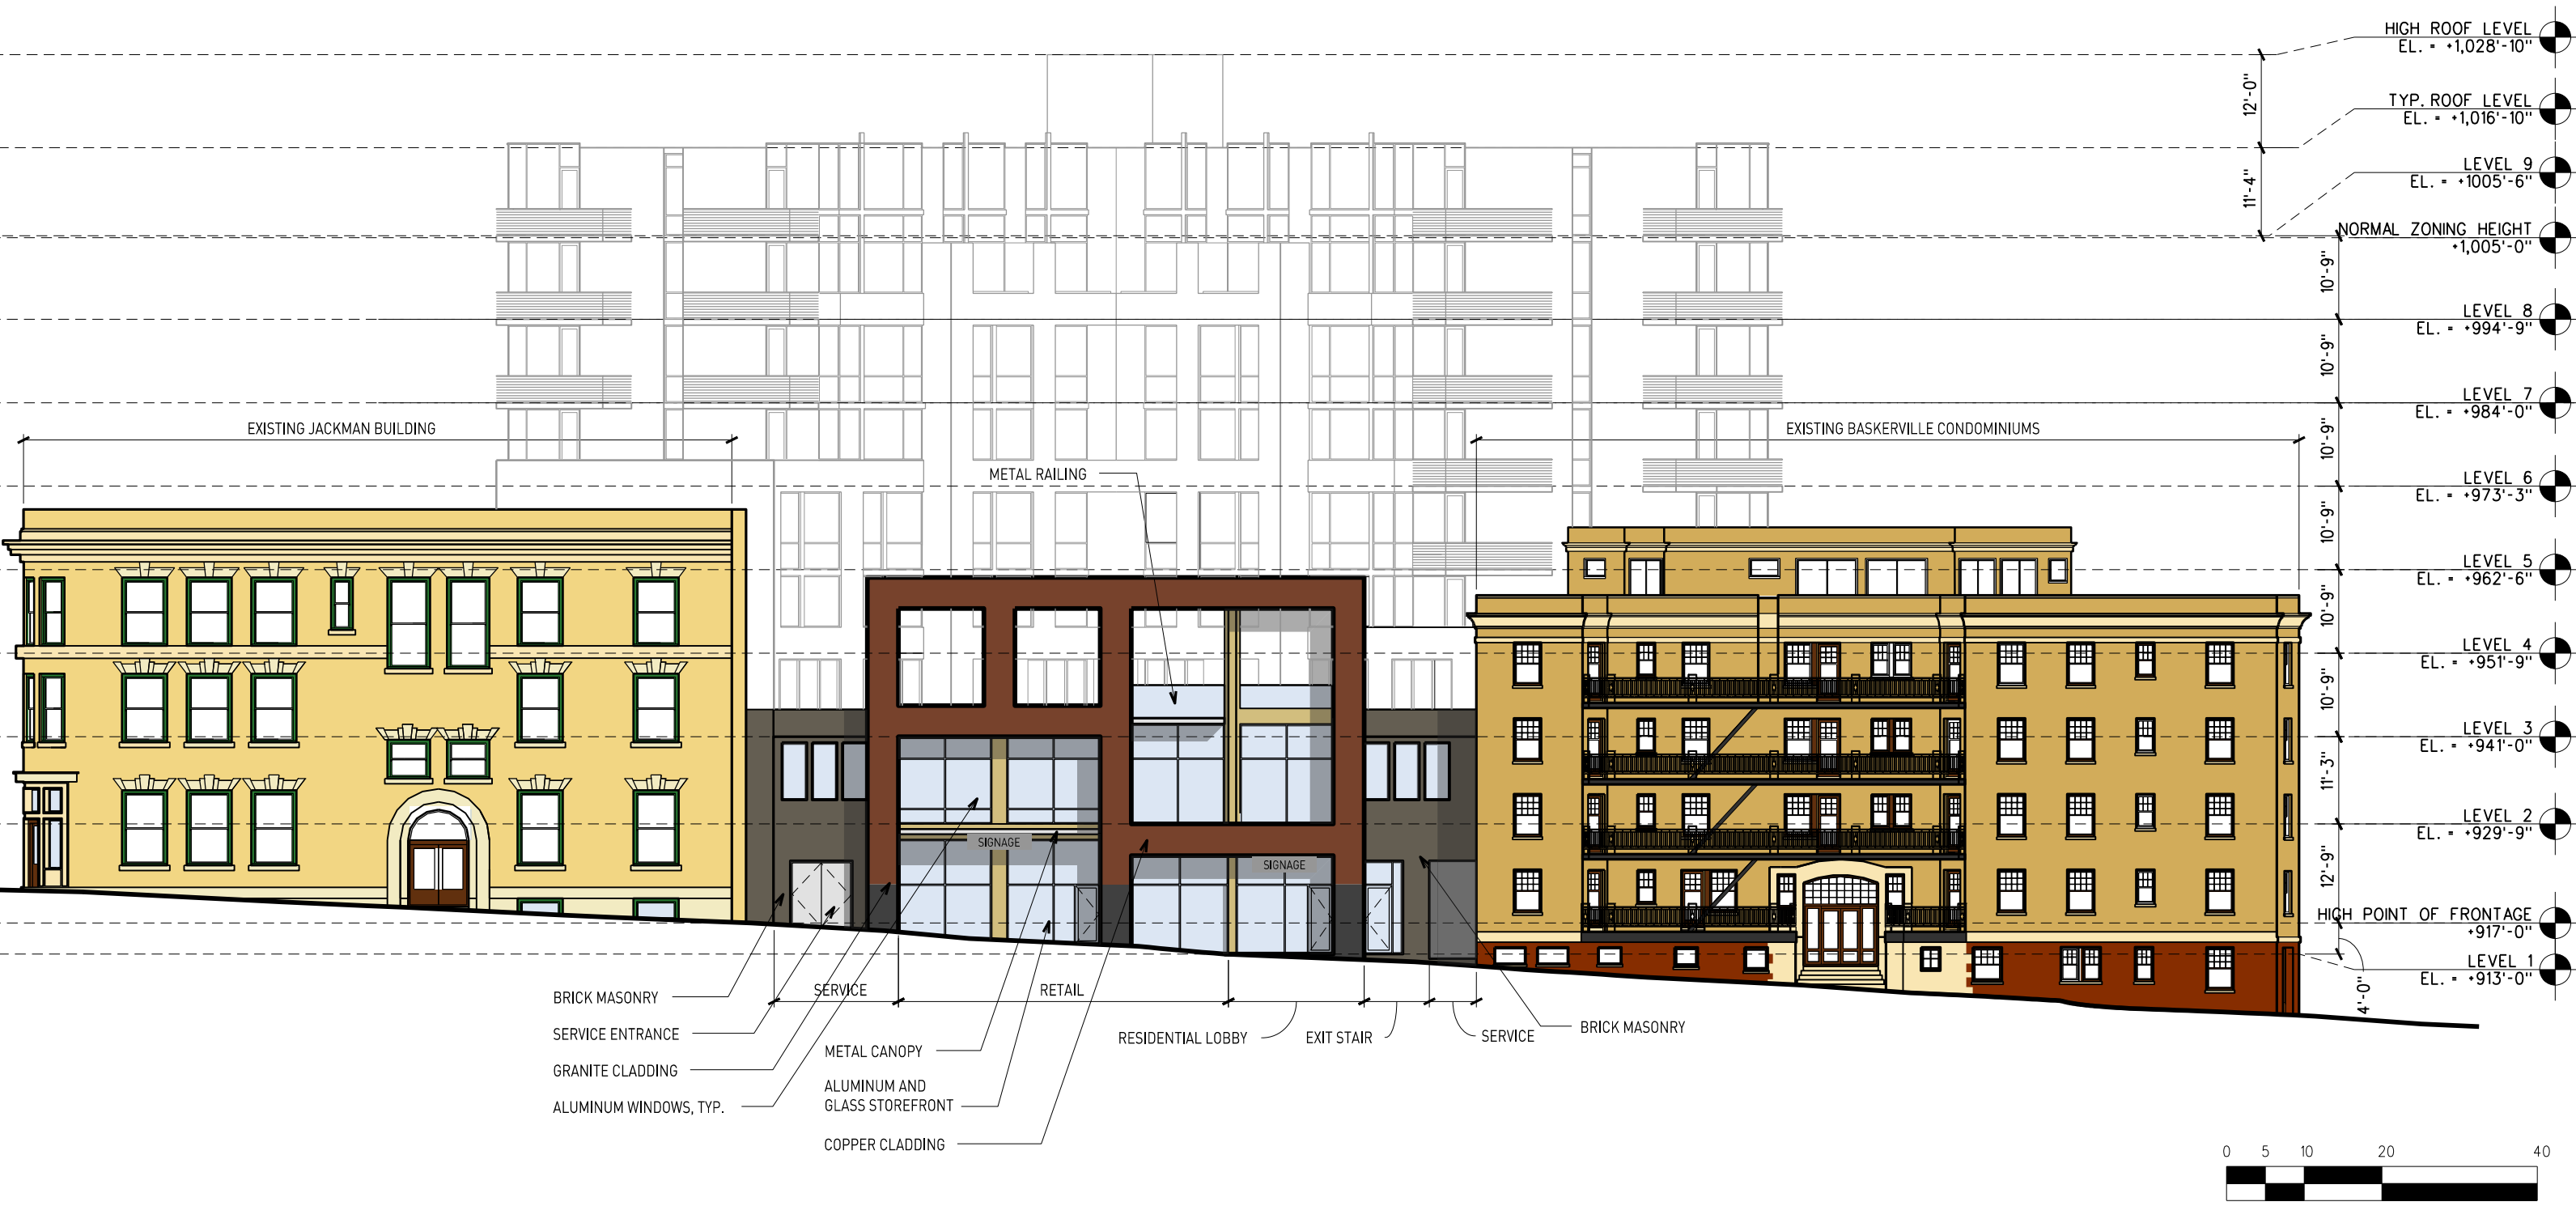 HIGH ROOF LEVEL
EL. = +1,028'-10"
12'-0"
TYP. ROOF LEVEL
EL. = +1,016'-10"
11'-4"
LEVEL 9
EL. = +1005'-6"
NORMAL ZONING HEIGHT
+1,005'-0"
10'-9"
LEVEL 8
EL. = +994'-9"
10'-9"
LEVEL 7
EL. = +984'-0"
10'-9"
LEVEL 6
EL. = +973'-3"
10'-9"
LEVEL 5
EL. = +962'-6"
10'-9"
LEVEL 4
EL. = +951'-9"
10'-9"
LEVEL 3
EL. = +941'-0"
11'-3"
LEVEL 2
EL. = +929'-9"
12'-9"
HIGH POINT OF FRONTAGE
+917'-0"
LEVEL 1
EL. = +913'-0"
4'-0"
EXISTING JACKMAN BUILDING
EXISTING BASKERVILLE CONDOMINIUMS
METAL RAILING
SIGNAGE
SIGNAGE
SERVICE
RETAIL
RESIDENTIAL LOBBY
EXIT STAIR
SERVICE
BRICK MASONRY
BRICK MASONRY
SERVICE ENTRANCE
GRANITE CLADDING
ALUMINUM WINDOWS, TYP.
METAL CANOPY
ALUMINUM AND
GLASS STOREFRONT
COPPER CLADDING
0 5 10 20 40